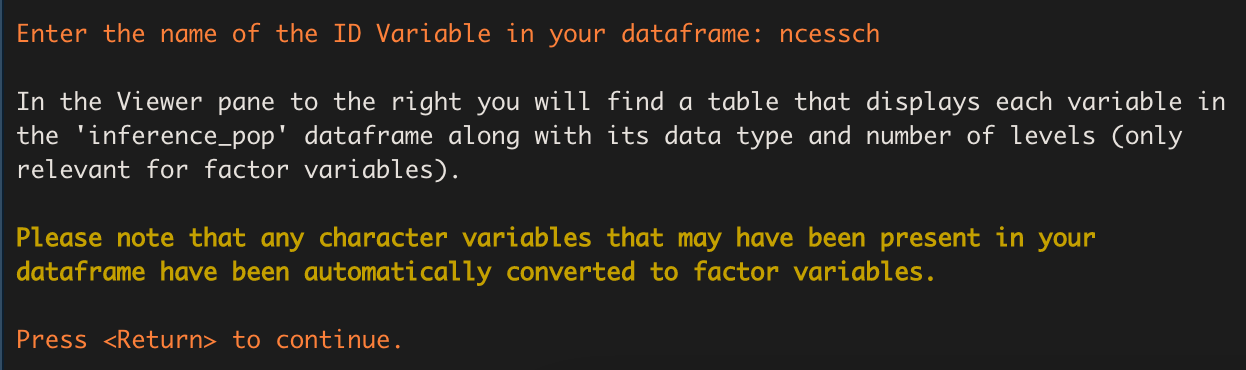 Enter the name of the ID Variable in your dataframe: ncessch
In the Viewer pane to the right you will find a table that displays each variable in
the 'inference_pop' dataframe along with its data type and number of levels (only
relevant for factor variables).
Please note that any character variables that may have been present in your
dataframe have been automatically converted to factor variables.
Press <Return> to continue.